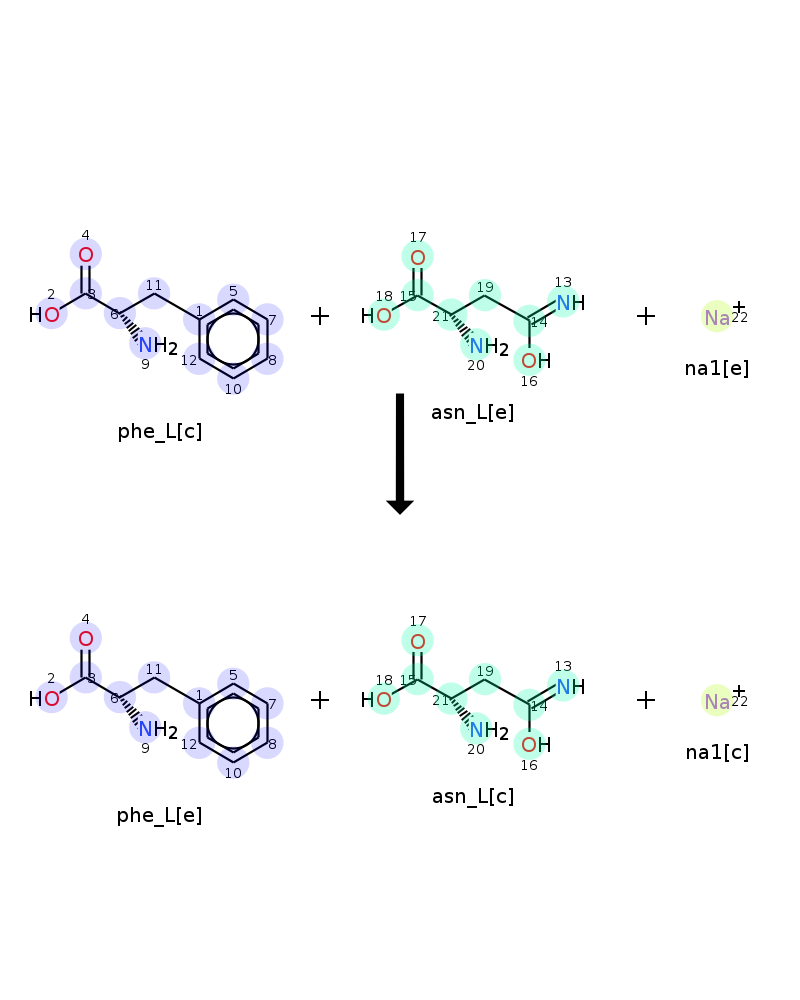 4
O
2
HO
3
6
11
NH2
9
1
5
7
8
10
12
+
17
O
18
HO
15
21
19
13
NH
14
NH2
20
OH
16
+
Na+
22
phe_L[c]
asn_L[e]
na1[e]
4
O
2
HO
3
6
11
NH2
9
1
5
7
8
10
12
+
17
O
18
HO
15
21
19
13
NH
14
NH2
20
OH
16
+
Na+
22
phe_L[e]
asn_L[c]
na1[c]